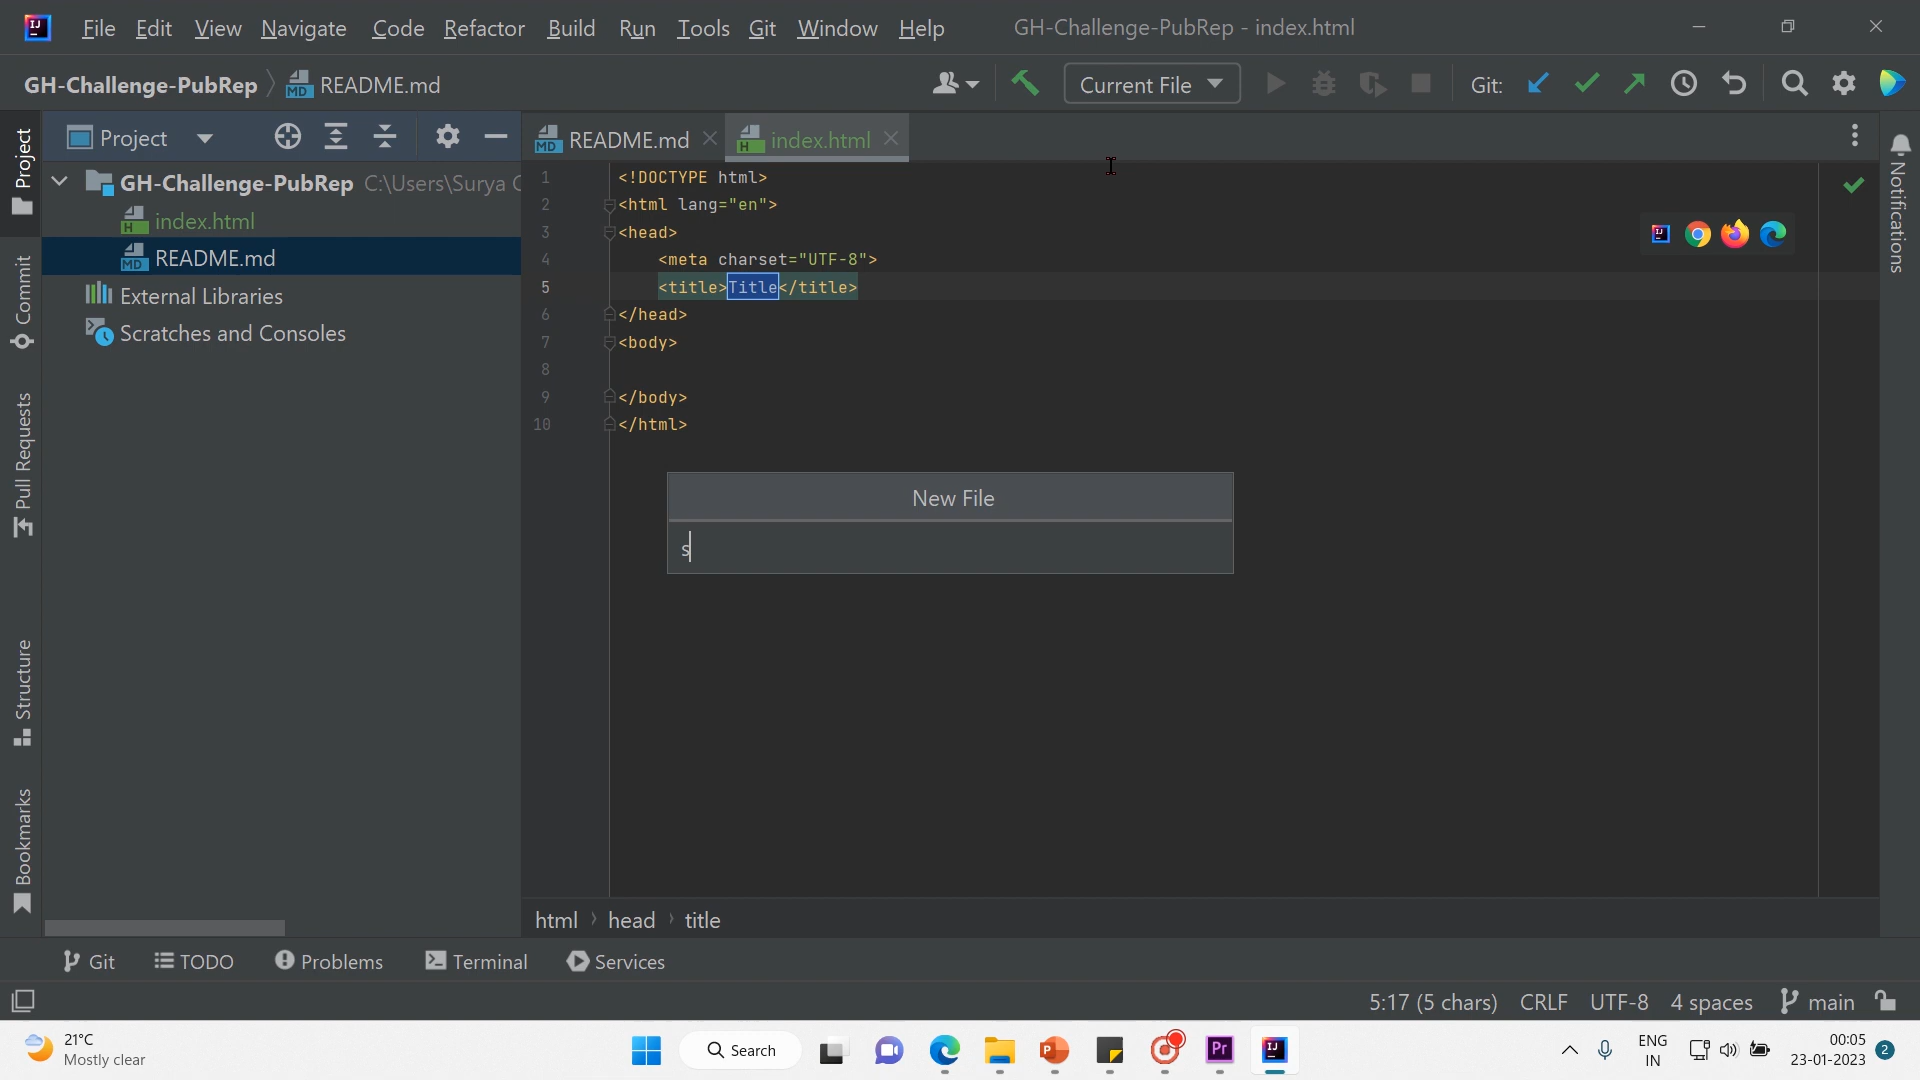 File Edit View Navigate Code Refactor Build Run Tools Git Window Help GH-Challenge-PubRep - index.html
GH-Challenge-PubRep README.md Current File Git:
Project
Commit
Pull Requests
Structure
Bookmarks
Project
GH-Challenge-PubRep C:\Users\Surya
index.html
README.md
External Libraries
Scratches and Consoles
README.md index.html
1 <!DOCTYPE html>
2 <html lang="en">
3 <head>
4 <meta charset="UTF-8">
5 <title>Title</title>
6 </head>
7 <body>
8
9 </body>
10 </html>
New File
s
Notifications
html head title
Git TODO Problems Terminal Services
5:17 (5 chars) CRLF UTF-8 4 spaces main
21°C
Mostly clear
Search
ENG
IN
00:05
23-01-2023
2